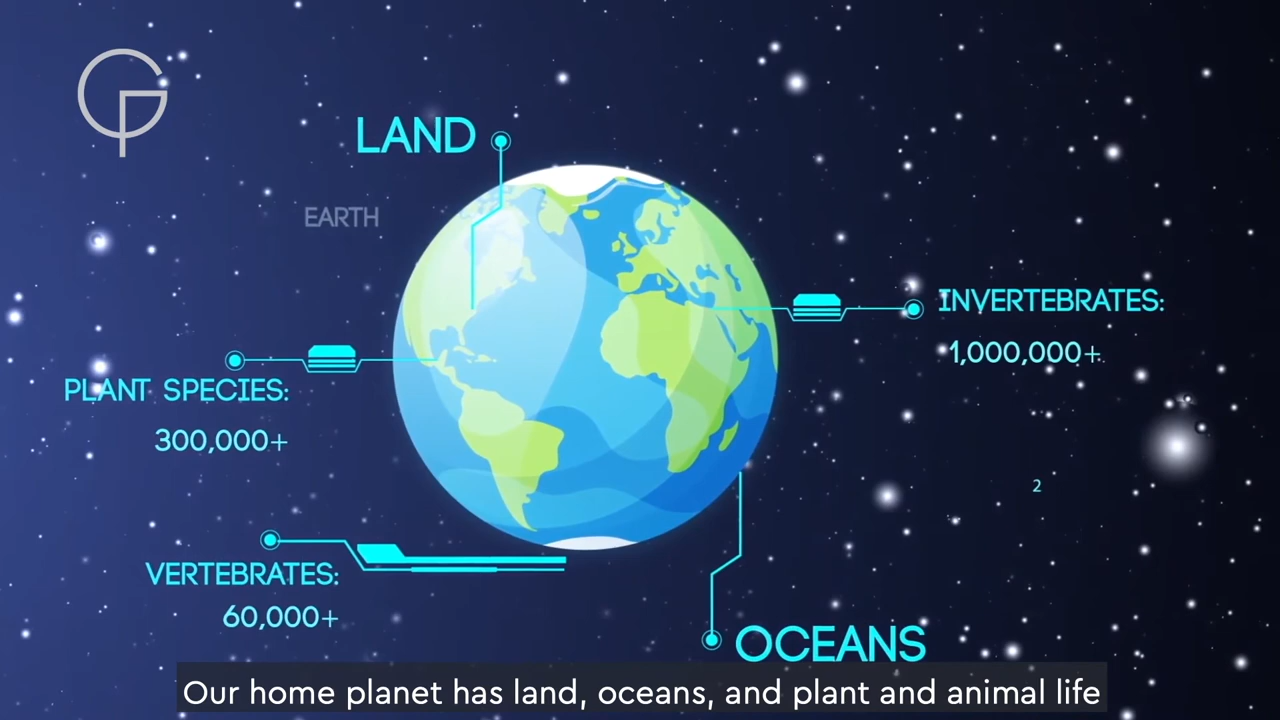 LAND
EARTH
INVERTEBRATES:
1,000,000+
PLANT SPECIES:
300,000+
2
VERTEBRATES:
60,000+
OCEANS
Our home planet has land, oceans, and plant and animal life